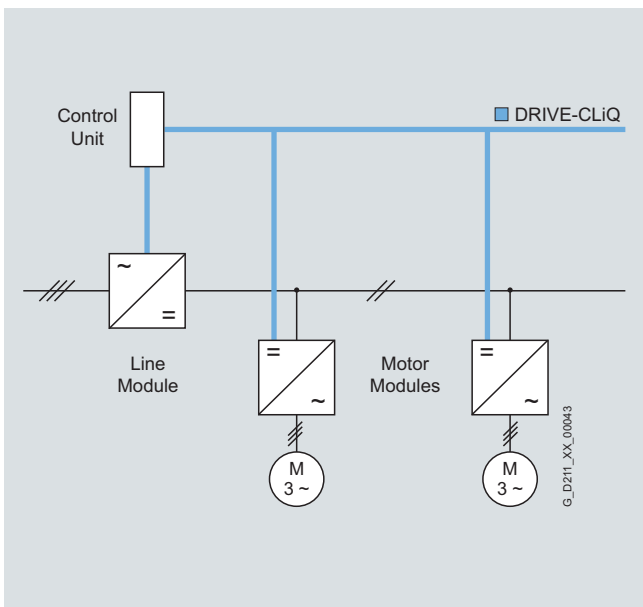 Control
Unit
DRIVE-CLiQ
~
=
Line
Module
=
~
Motor
Modules
=
~
M
3 ~
M
3 ~
G_D211_XX_00043